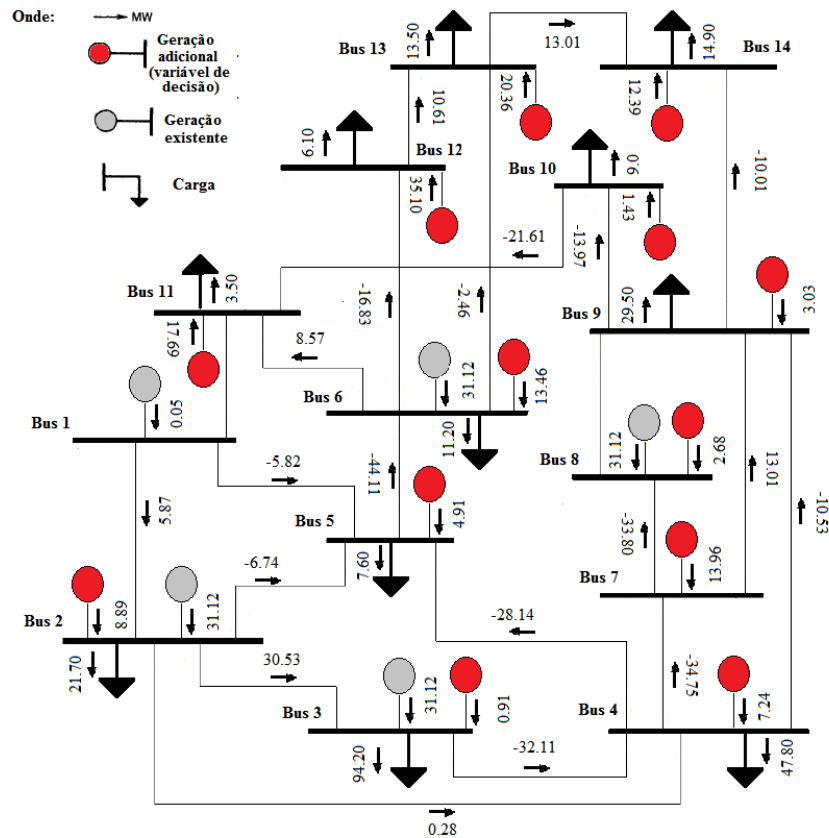 Onde:
MW
Geração
adicional
(variável de
decisão)
Geração
existente
Carga
Bus 13
13.50
13.01
14.90
Bus 14
20.36
12.39
10.61
6.10
Bus 12
35.10
Bus 10
9.0
1.43
-10.01
-21.61
-13.97
Bus 11
3.50
17.69
-16.83
-2.46
Bus 9
29.50
3.03
8.57
Bus 6
31.12
13.46
11.20
Bus 1
0.05
Bus 8
31.12
2.68
13.01
-10.53
-5.82
-44.11
5.87
Bus 5
4.91
7.60
-33.80
Bus 7
13.96
-6.74
Bus 2
8.89
31.12
21.70
-28.14
-34.75
30.53
Bus 3
31.12
0.91
94.20
Bus 4
7.24
47.80
-32.11
0.28